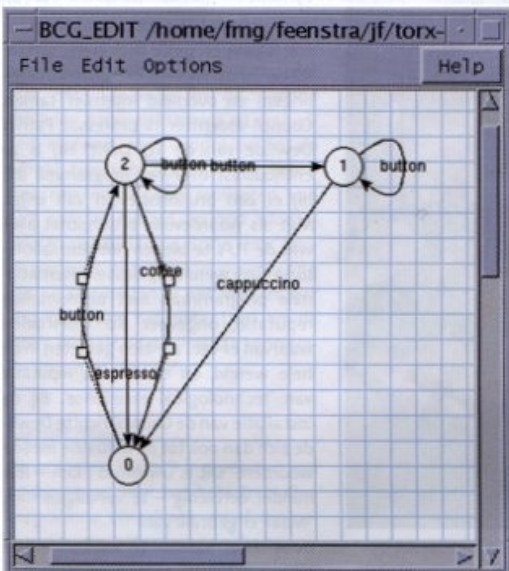 BCG_EDIT /home/fmg/feenstra/jf/torx-
File Edit Options Help
2 button button 1 button
coffee
cappuccino
button
espresso
0